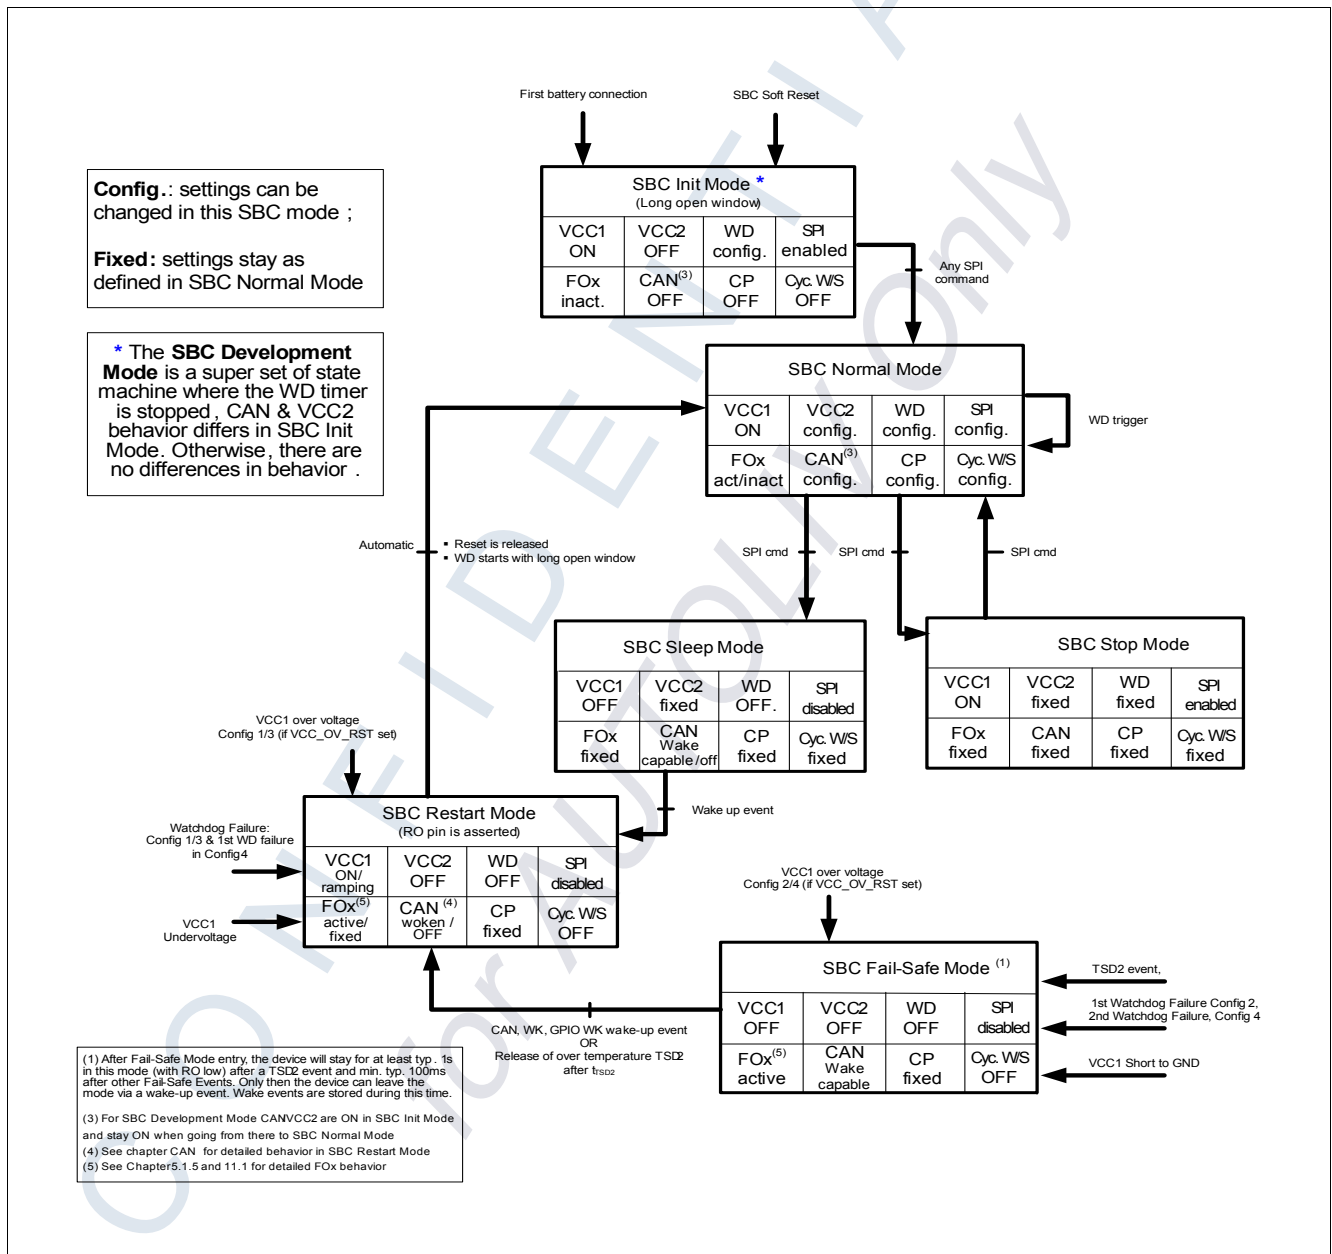 First battery connection
SBC Soft Reset
Config.: settings can be
changed in this SBC mode ;
Fixed: settings stay as
defined in SBC Normal Mode
* The SBC Development
Mode is a super set of state
machine where the WD timer
is stopped , CAN & VCC2
behavior differs in SBC Init
Mode. Otherwise, there are
no differences in behavior .
SBC Init Mode *
(Long open window)
VCC1 VCC2 WD SPI
ON OFF config. enabled
FOx CAN(3) CP Cyc. W/S
inact. OFF OFF OFF
Any SPI
command
SBC Normal Mode
VCC1 VCC2 WD SPI
ON config. config. config.
FOx CAN(3) CP Cyc. W/S
act/inact config. config. config.
WD trigger
Automatic
▪ Reset is released
▪ WD starts with long open window
SPI cmd
SPI cmd
SPI cmd
SBC Sleep Mode
VCC1 VCC2 WD SPI
OFF fixed OFF. disabled
FOx CAN CP Cyc. W/S
fixed Wake fixed fixed
capable/off
SBC Stop Mode
VCC1 VCC2 WD SPI
ON fixed fixed enabled
FOx CAN CP Cyc. W/S
fixed fixed fixed fixed
VCC1 over voltage
Config 1/3 (if VCC_OV_RST set)
Wake up event
SBC Restart Mode
(RO pin is asserted)
VCC1 VCC2 WD SPI
ON/ OFF OFF disabled
ramping
FOx(5) CAN (4) CP Cyc. W/S
active/ woken / fixed OFF
fixed OFF
Watchdog Failure:
Config 1/3 & 1st WD failure
in Config4
VCC1
Undervoltage
VCC1 over voltage
Config 2/4 (if VCC_OV_RST set)
SBC Fail-Safe Mode (1)
VCC1 VCC2 WD SPI
OFF OFF OFF disabled
FOx(5) CAN CP Cyc. W/S
active Wake fixed OFF
capable
TSD2 event,
1st Watchdog Failure Config 2,
2nd Watchdog Failure, Config 4
VCC1 Short to GND
CAN, WK, GPIO WK wake-up event
OR
Release of over temperature TSD2
after tTSD2
(1) After Fail-Safe Mode entry, the device will stay for at least typ. 1s
in this mode (with RO low) after a TSD2 event and min. typ. 100ms
after other Fail-Safe Events. Only then the device can leave the
mode via a wake-up event. Wake events are stored during this time.
(3) For SBC Development Mode CAN/VCC2 are ON in SBC Init Mode
and stay ON when going from there to SBC Normal Mode
(4) See chapter CAN for detailed behavior in SBC Restart Mode
(5) See Chapter5.1.5 and 11.1 for detailed FOx behavior
CONFIDENTIA
for AUTOLIV Only